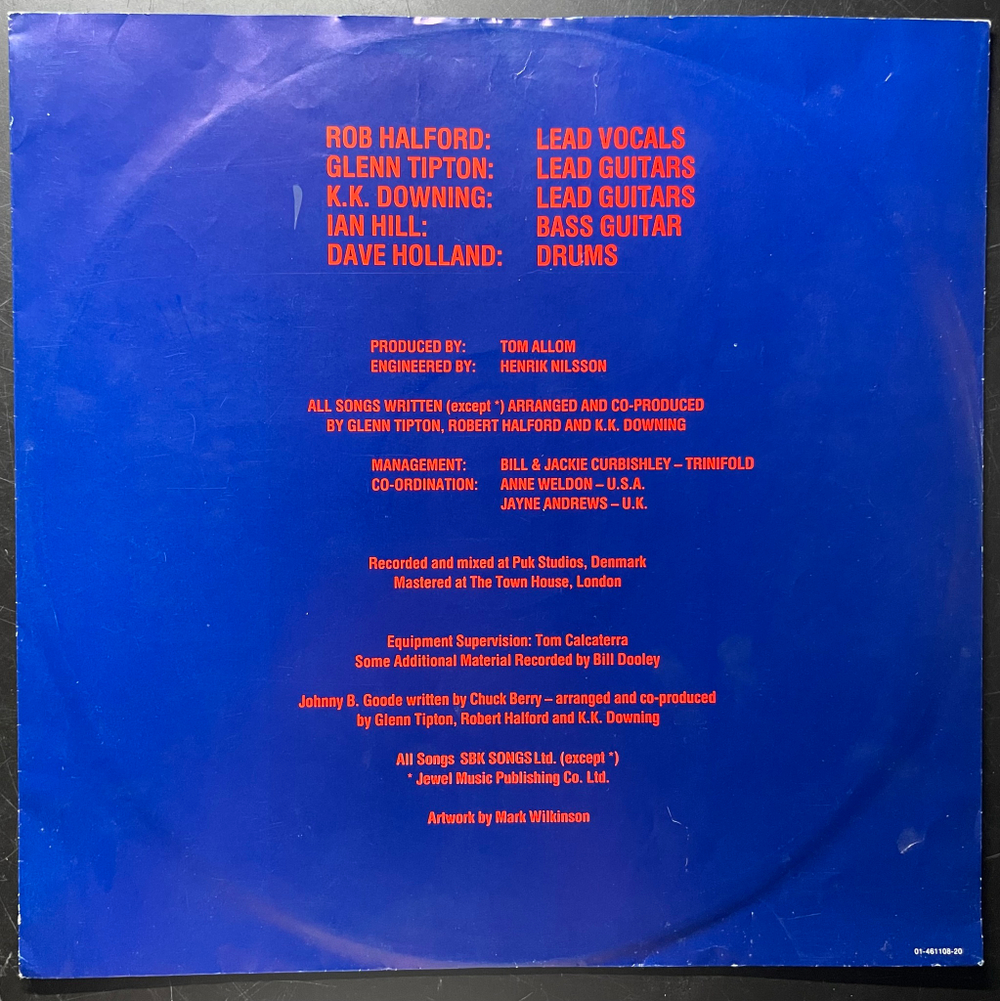 ROB HALFORD: LEAD VOCALS
GLENN TIPTON: LEAD GUITARS
K.K. DOWNING: LEAD GUITARS
IAN HILL: BASS GUITAR
DAVE HOLLAND: DRUMS
PRODUCED BY: TOM ALLOM
ENGINEERED BY: HENRIK NILSSON
ALL SONGS WRITTEN (except *) ARRANGED AND CO-PRODUCED
BY GLENN TIPTON, ROBERT HALFORD AND K.K. DOWNING
MANAGEMENT: BILL & JACKIE CURBISHLEY – TRINIFOLD
CO-ORDINATION: ANNE WELDON – U.S.A.
JAYNE ANDREWS – U.K.
Recorded and mixed at Puk Studios, Denmark
Mastered at The Town House, London
Equipment Supervision: Tom Calcaterra
Some Additional Material Recorded by Bill Dooley
Johnny B. Goode written by Chuck Berry – arranged and co-produced
by Glenn Tipton, Robert Halford and K.K. Downing
All Songs SBK SONGS Ltd. (except *)
* Jewel Music Publishing Co. Ltd.
Artwork by Mark Wilkinson
01-461108-20